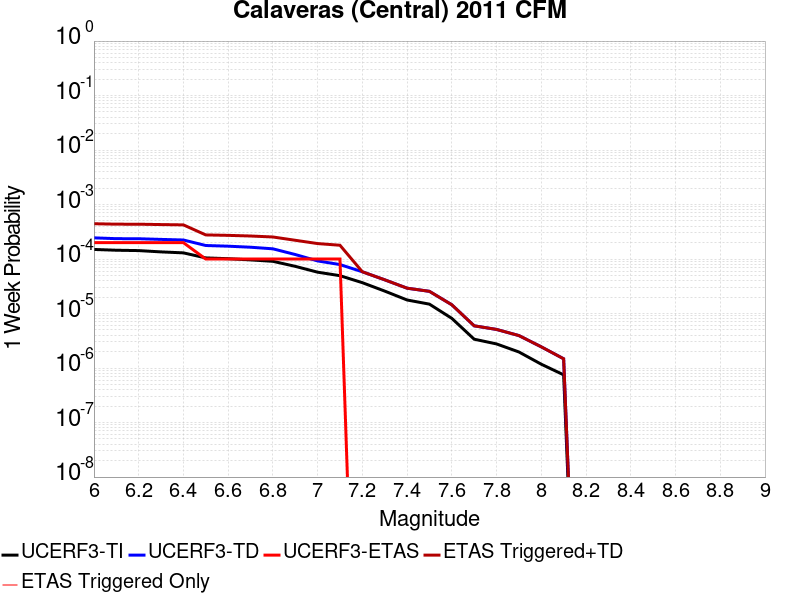 Calaveras (Central) 2011 CFM
10^0
10^-1
10^-2
10^-3
10^-4
10^-5
10^-6
10^-7
10^-8
1 Week Probability
6 6.2 6.4 6.6 6.8 7 7.2 7.4 7.6 7.8 8 8.2 8.4 8.6 8.8 9
Magnitude
UCERF3-TI UCERF3-TD UCERF3-ETAS ETAS Triggered+TD
ETAS Triggered Only